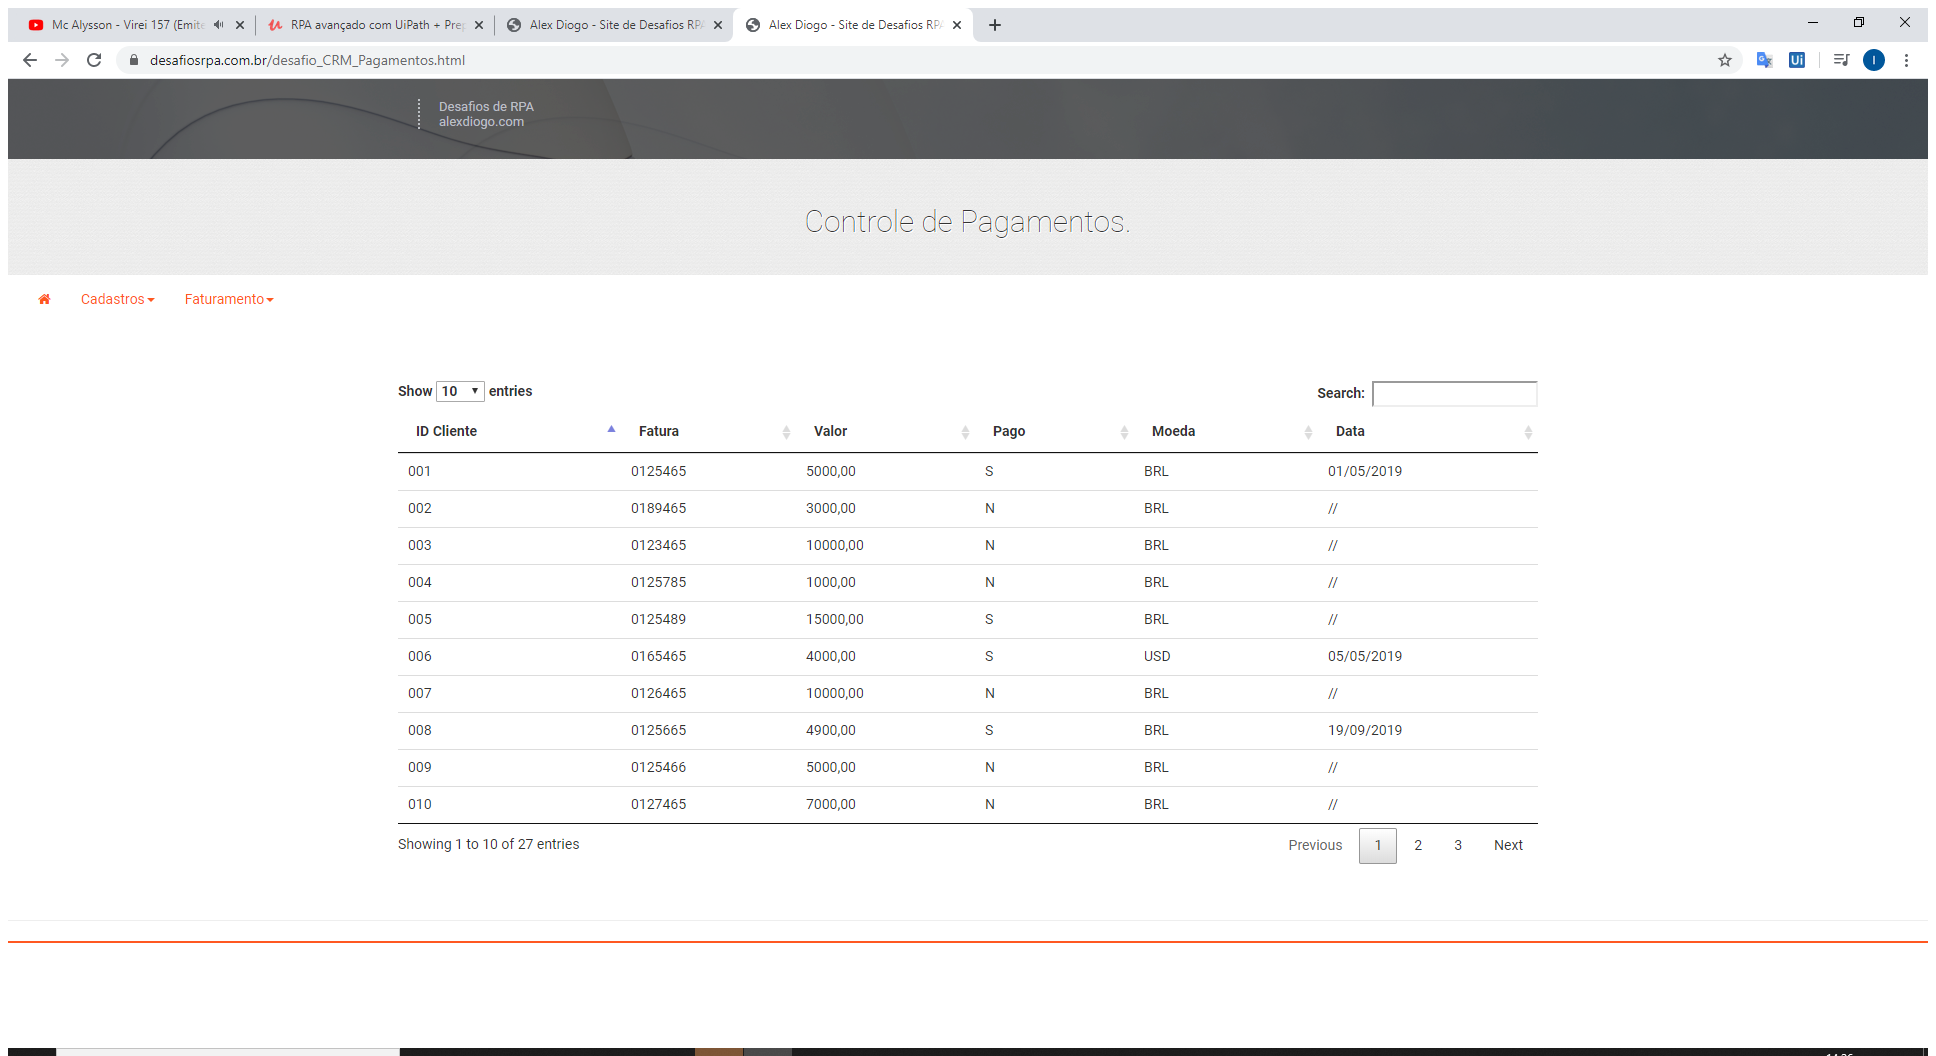 Mc Alysson - Virei 157 (Emite
RPA avançado com UiPath + Prep
Alex Diogo - Site de Desafios RPA
Alex Diogo - Site de Desafios RPA
desafiosrpa.com.br/desafio_CRM_Pagamentos.html
Ui
I
Desafios de RPA
alexdiogo.com
Controle de Pagamentos.
Cadastros Faturamento
Show 10 entries Search:
ID Cliente Fatura Valor Pago Moeda Data
001 0125465 5000,00 S BRL 01/05/2019
002 0189465 3000,00 N BRL //
003 0123465 10000,00 N BRL //
004 0125785 1000,00 N BRL //
005 0125489 15000,00 S BRL //
006 0165465 4000,00 S USD 05/05/2019
007 0126465 10000,00 N BRL //
008 0125665 4900,00 S BRL 19/09/2019
009 0125466 5000,00 N BRL //
010 0127465 7000,00 N BRL //
Showing 1 to 10 of 27 entries Previous 1 2 3 Next